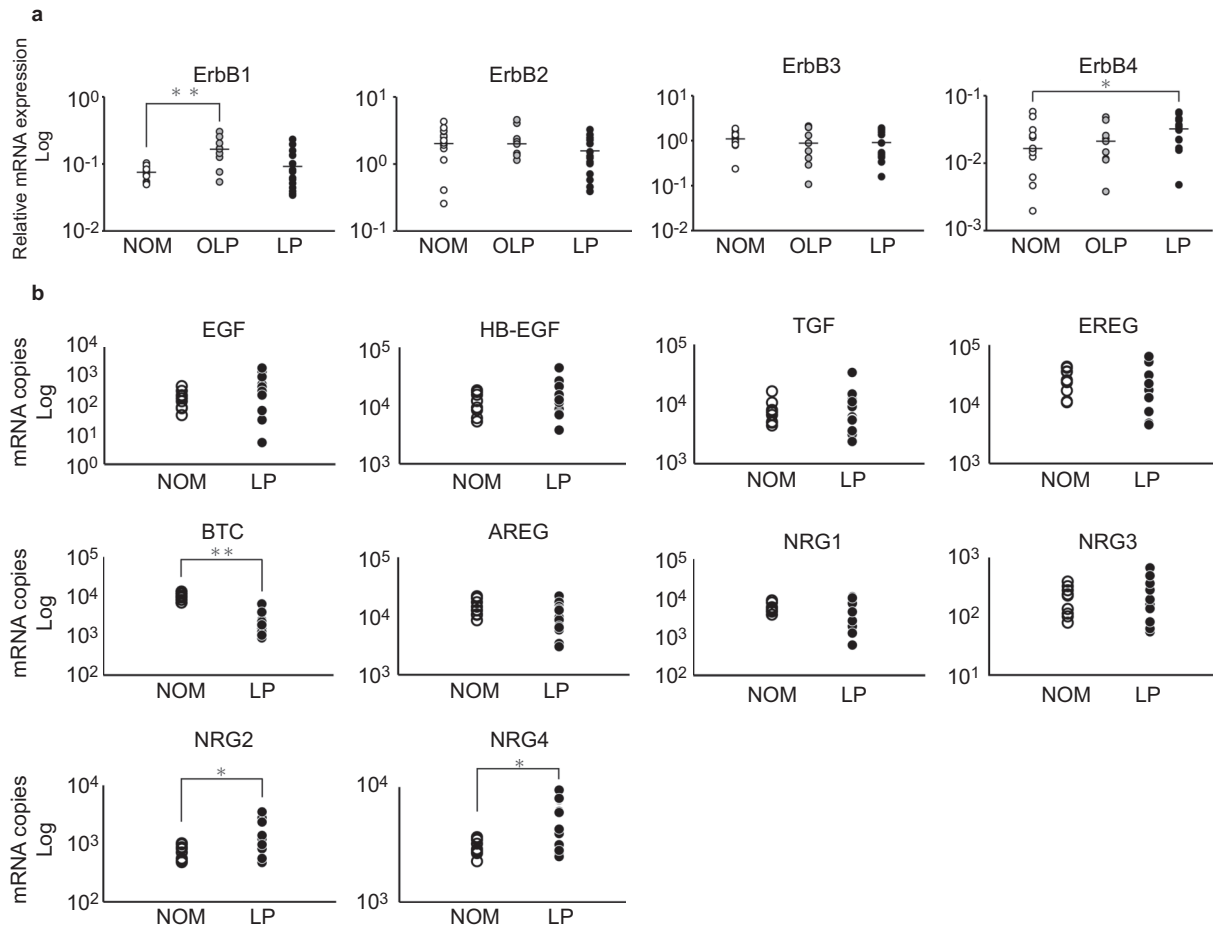 a
Relative mRNA expression
Log
ErbB1
10^0
10^-1
10^-2
**
NOM OLP LP
ErbB2
10^1
10^0
10^-1
NOM OLP LP
ErbB3
10^1
10^0
10^-1
10^-2
NOM OLP LP
ErbB4
10^-1
10^-2
10^-3
*
NOM OLP LP
b
mRNA copies
Log
EGF
10^4
10^3
10^2
10^1
10^0
NOM LP
HB-EGF
10^5
10^4
10^3
NOM LP
TGF
10^5
10^4
10^3
NOM LP
EREG
10^5
10^4
10^3
NOM LP
mRNA copies
Log
BTC
10^5
10^4
10^3
10^2
**
NOM LP
AREG
10^5
10^4
10^3
NOM LP
NRG1
10^5
10^4
10^3
10^2
NOM LP
NRG3
10^3
10^2
10^1
NOM LP
mRNA copies
Log
NRG2
10^4
10^3
10^2
*
NOM LP
NRG4
10^4
10^3
*
NOM LP